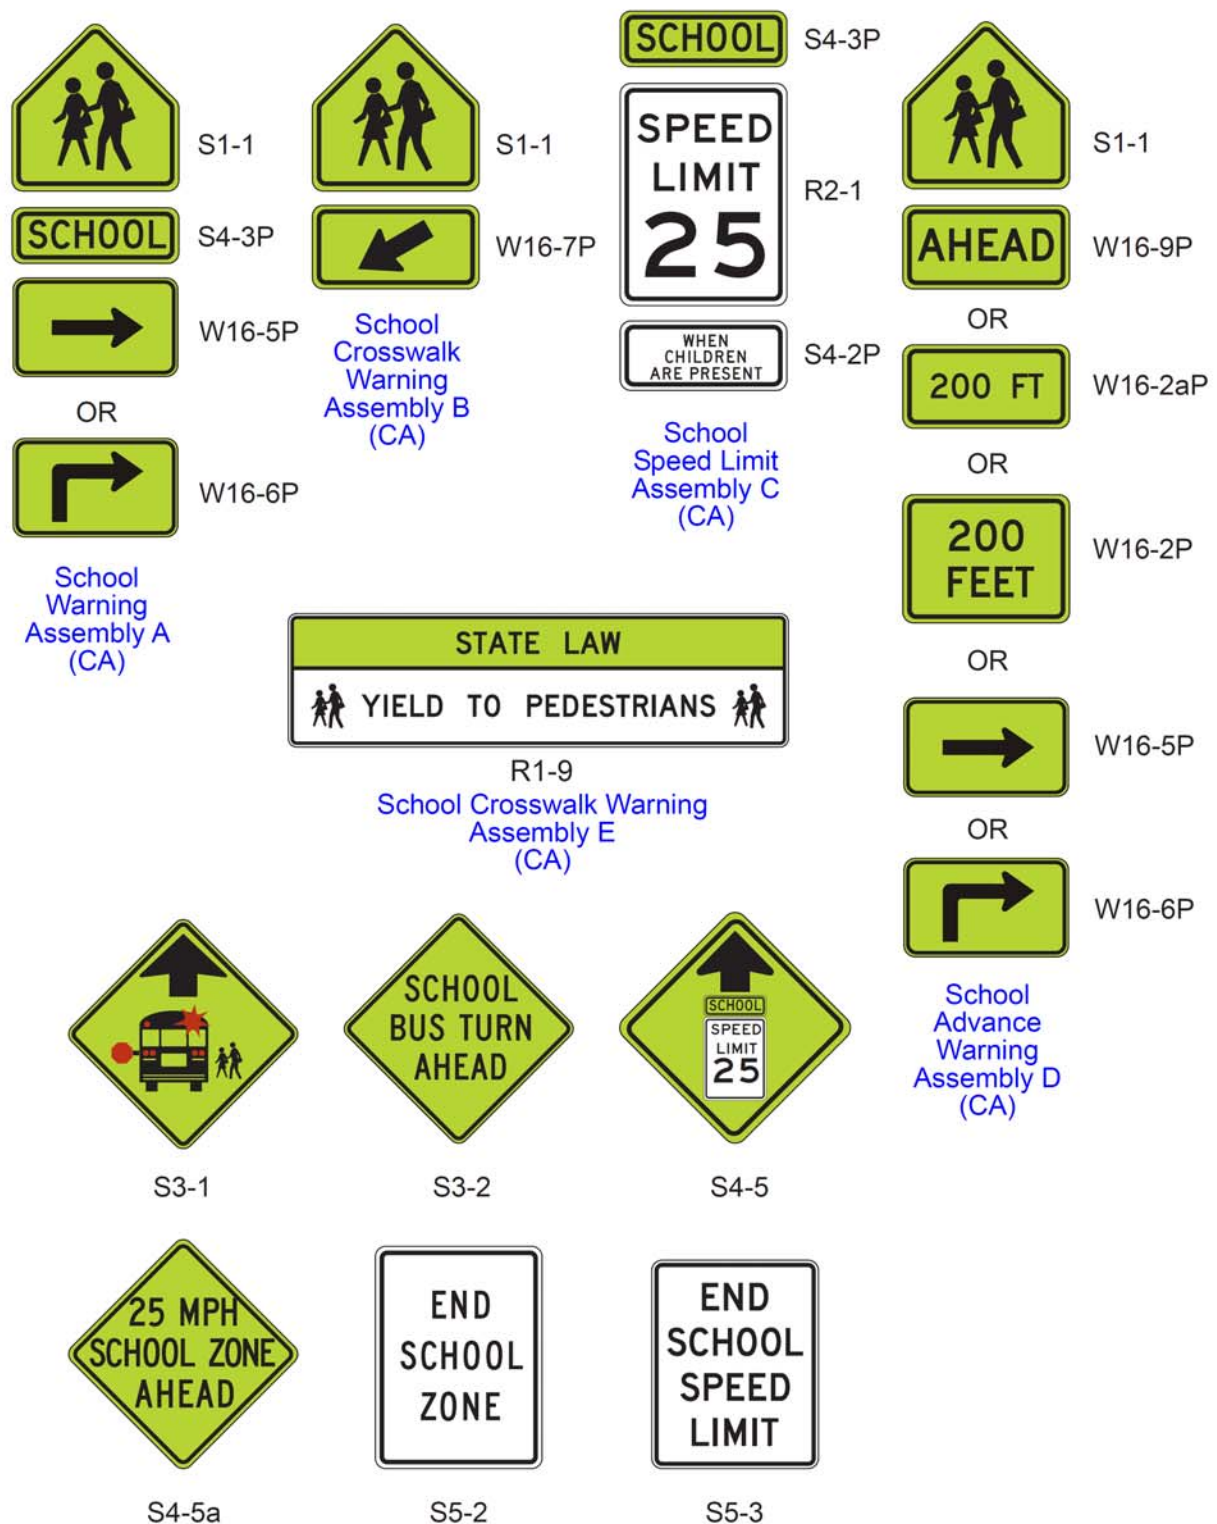 S1-1
SCHOOL
S4-3P
W16-5P
OR
W16-6P
School
Warning
Assembly A
(CA)
S1-1
W16-7P
School
Crosswalk
Warning
Assembly B
(CA)
SCHOOL
S4-3P
SPEED
LIMIT
25
R2-1
WHEN
CHILDREN
ARE PRESENT
S4-2P
School
Speed Limit
Assembly C
(CA)
S1-1
AHEAD
W16-9P
OR
200 FT
W16-2aP
OR
200
FEET
W16-2P
OR
W16-5P
OR
W16-6P
School
Advance
Warning
Assembly D
(CA)
STATE LAW
YIELD TO PEDESTRIANS
R1-9
School Crosswalk Warning
Assembly E
(CA)
S3-1
SCHOOL
BUS TURN
AHEAD
S3-2
SCHOOL
SPEED
LIMIT
25
S4-5
25 MPH
SCHOOL ZONE
AHEAD
S4-5a
END
SCHOOL
ZONE
S5-2
END
SCHOOL
SPEED
LIMIT
S5-3